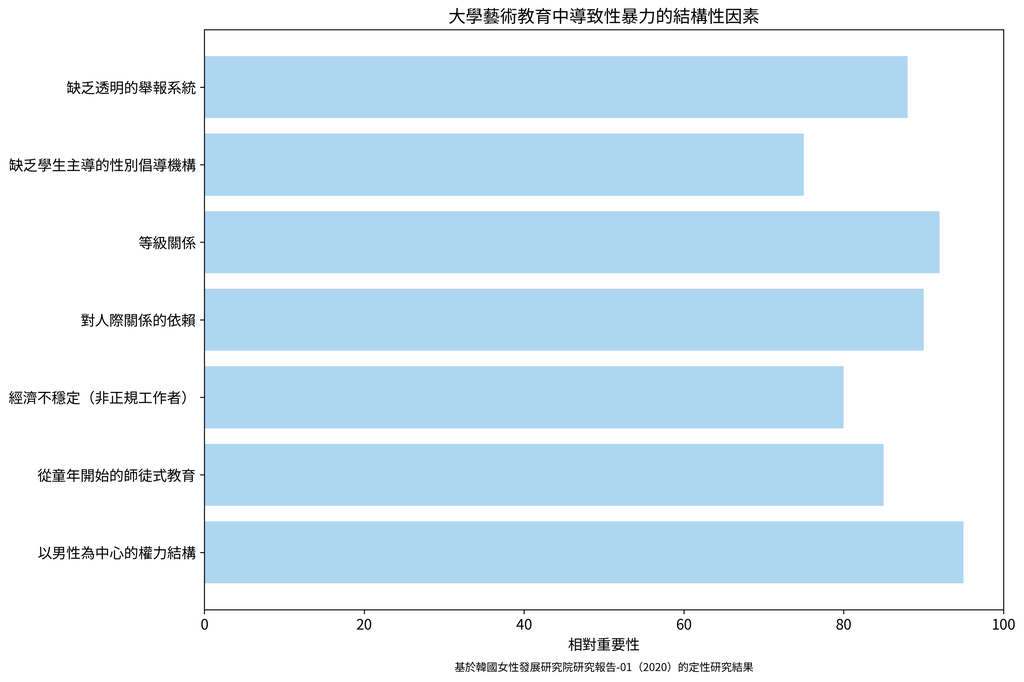 大學藝術教育中導致性暴力的結構性因素
缺乏透明的舉報系統
缺乏學生主導的性別倡導機構
等級關係
對人際關係的依賴
經濟不穩定（非正規工作者）
從童年開始的師徒式教育
以男性為中心的權力結構
0 20 40 60 80 100
相對重要性
基於韓國女性發展研究院研究報告-01（2020）的定性研究結果